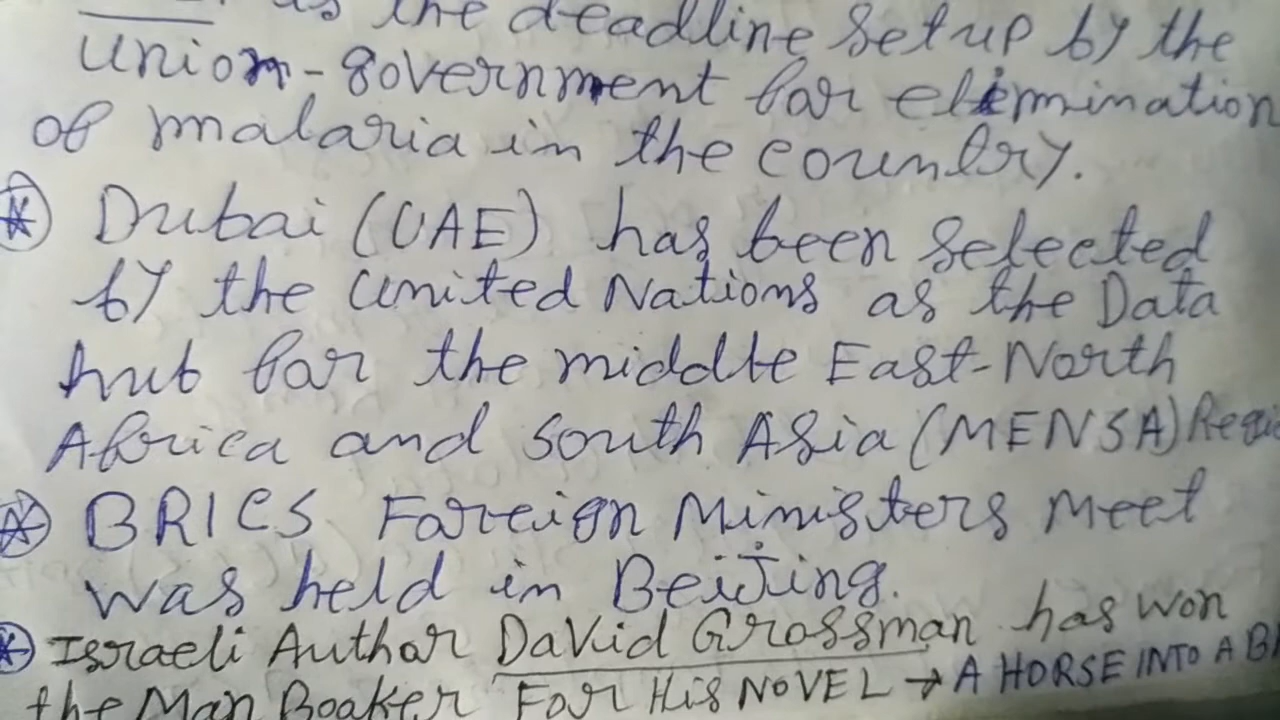 as the deadline Set up by the
Union-government for elimination
of malaria in the country.
Dubai (UAE) has been selected
by the United Nations as the Data
hub for the middle East-North
Africa and South Asia (MENSA)
BRICS Foreign Ministers Meet
was held in Beijing.
Israeli Author David Grossman has won
the Man Booker For His NOVEL → A HORSE INTO A